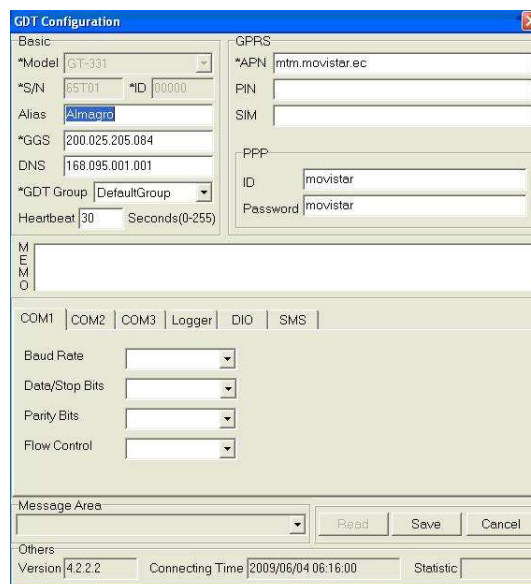 GDT Configuration
Basic
*Model GT-331
*S/N 65T01 *ID 00000
Alias Almagro
*GGS 200.025.205.084
DNS 168.095.001.001
*GDT Group DefaultGroup
Heartbeat 30 Seconds(0-255)
GPRS
*APN mtm.movistar.ec
PIN
SIM
PPP
ID movistar
Password movistar
MEMO
COM1 COM2 COM3 Logger DIO SMS
Baud Rate
Data/Stop Bits
Parity Bits
Flow Control
Message Area
Read Save Cancel
Others
Version 4.2.2.2 Connecting Time 2009/06/04 06:16:00 Statistic